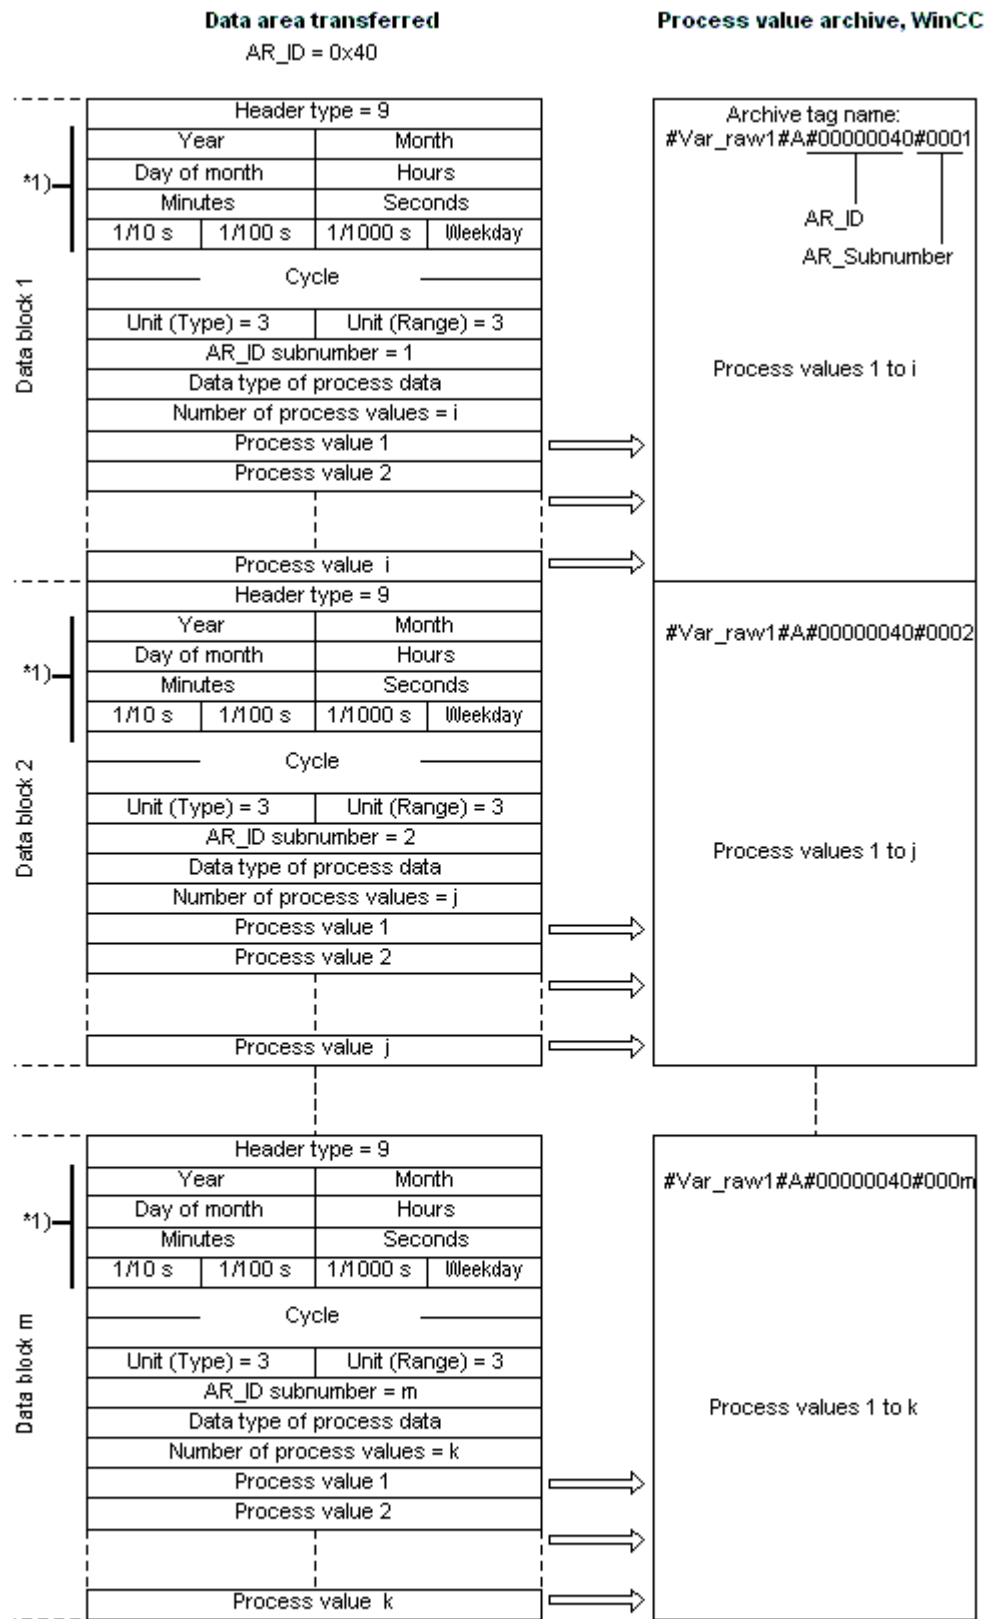 Data area transferred Process value archive, WinCC
AR_ID = 0x40
Header type = 9
Year Month
Day of month Hours
Minutes Seconds
1/10 s 1/100 s 1/1000 s Weekday
*1)
Cycle
Unit (Type) = 3 Unit (Range) = 3
AR_ID subnumber = 1
Data type of process data
Number of process values = i
Process value 1
Process value 2
Process value i
Data block 1
Archive tag name:
#Var_raw1#A#00000040#0001
AR_ID
AR_Subnumber
Process values 1 to i
Header type = 9
Year Month
Day of month Hours
Minutes Seconds
1/10 s 1/100 s 1/1000 s Weekday
*1)
Cycle
Unit (Type) = 3 Unit (Range) = 3
AR_ID subnumber = 2
Data type of process data
Number of process values = j
Process value 1
Process value 2
Process value j
Data block 2
#Var_raw1#A#00000040#0002
Process values 1 to j
Header type = 9
Year Month
Day of month Hours
Minutes Seconds
1/10 s 1/100 s 1/1000 s Weekday
*1)
Cycle
Unit (Type) = 3 Unit (Range) = 3
AR_ID subnumber = m
Data type of process data
Number of process values = k
Process value 1
Process value 2
Process value k
Data block m
#Var_raw1#A#00000040#000m
Process values 1 to k